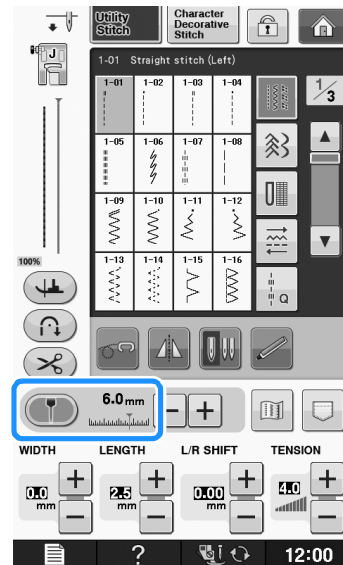 Utility
Stitch
Character
Decorative
Stitch
J
1-01 Straight stitch (Left)
1-01 1-02 1-03 1-04
1/3
1-05 1-06 1-07 1-08
1-09 1-10 1-11 1-12
1-13 1-14 1-15 1-16
Q
100%
6.0 mm
- +
WIDTH LENGTH L/R SHIFT TENSION
0.0 mm + -
2.5 mm + -
0.00 mm + -
4.0 + -
? 12:00